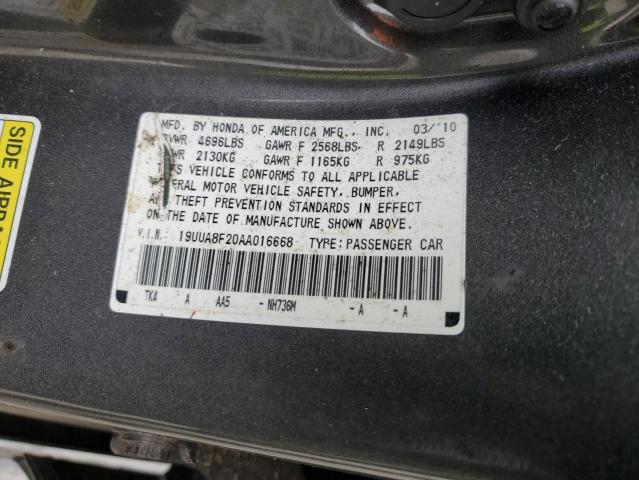 SIDE AIRBA
MFD. BY HONDA OF AMERICA MFG., INC. 03/'10
GVWR 4696LBS GAWR F 2568LBS R 2149LBS
2130KG GAWR F 1165KG R 975KG
VEHICLE CONFORMS TO ALL APPLICABLE
MOTOR VEHICLE SAFETY, BUMPER,
THEFT PREVENTION STANDARDS IN EFFECT
ON THE DATE OF MANUFACTURE SHOWN ABOVE.
V.I.N. 19UUA8F20AA016668 TYPE:PASSENGER CAR
TK4 A AA5 -NH736M -A -A